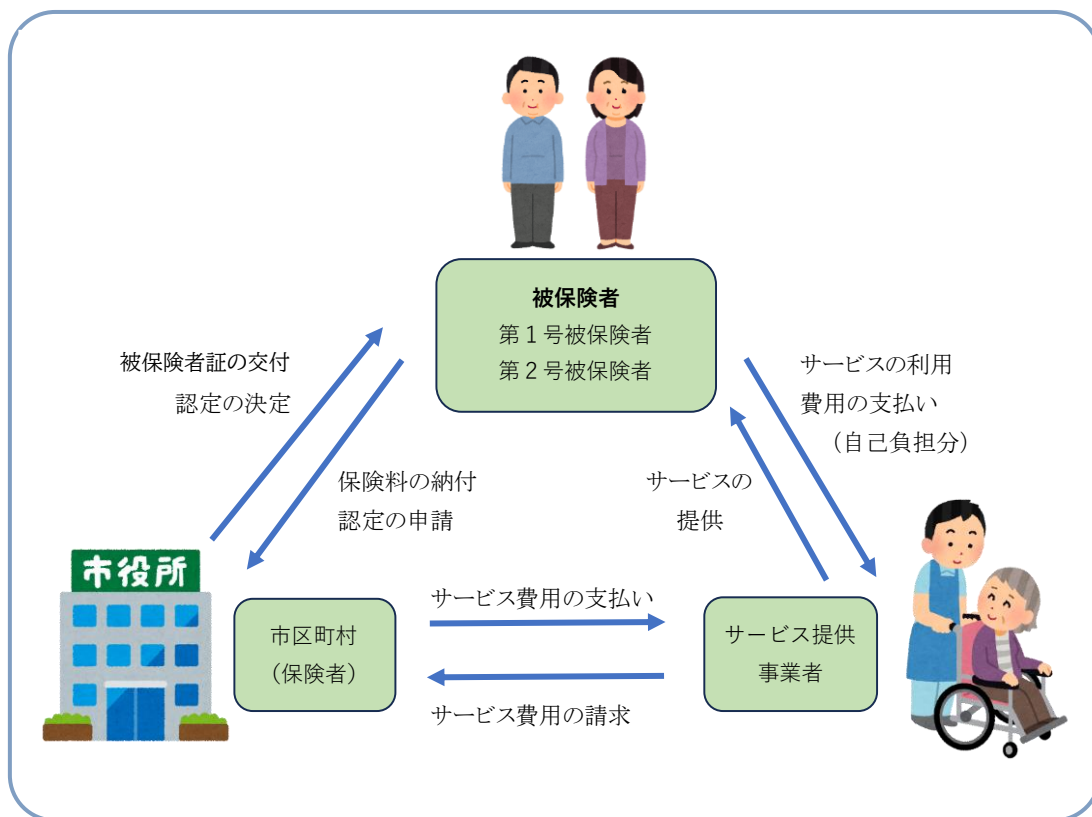 被保険者
第１号被保険者
第２号被保険者
被保険者証の交付
認定の決定
サービスの利用
費用の支払い
（自己負担分）
保険料の納付
認定の申請
サービスの
提供
市役所
サービス費用の支払い
市区町村
（保険者）
サービス提供
事業者
サービス費用の請求